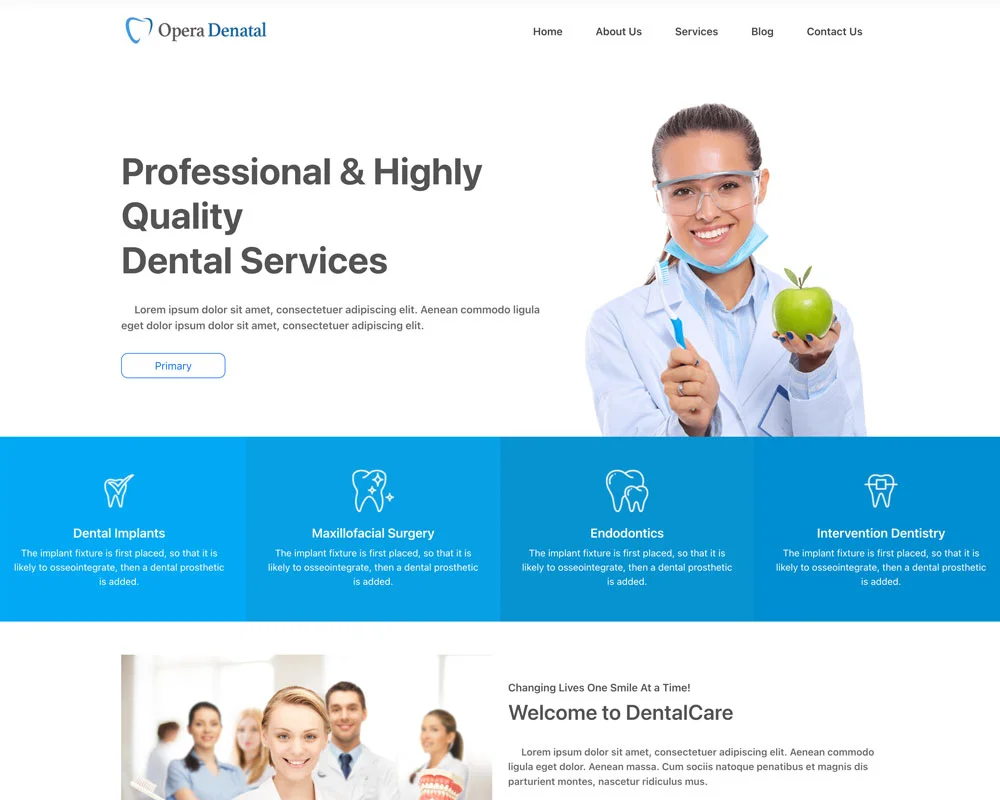 Opera Denatal
Home
About Us
Services
Blog
Contact Us
Professional & Highly
Quality
Dental Services
Lorem ipsum dolor sit amet, consectetuer adipiscing elit. Aenean commodo ligula
eget dolor ipsum dolor sit amet, consectetuer adipiscing elit.
Primary
Dental Implants
The implant fixture is first placed, so that it is
likely to osseointegrate, then a dental prosthetic
is added.
Maxillofacial Surgery
The implant fixture is first placed, so that it is
likely to osseointegrate, then a dental prosthetic
is added.
Endodontics
The implant fixture is first placed, so that it is
likely to osseointegrate, then a dental prosthetic
is added.
Intervention Dentistry
The implant fixture is first placed, so that it is
likely to osseointegrate, then a dental prosthetic
is added.
Changing Lives One Smile At a Time!
Welcome to DentalCare
Lorem ipsum dolor sit amet, consectetuer adipiscing elit. Aenean commodo
ligula eget dolor. Aenean massa. Cum sociis natoque penatibus et magnis dis
parturient montes, nascetur ridiculus mus.